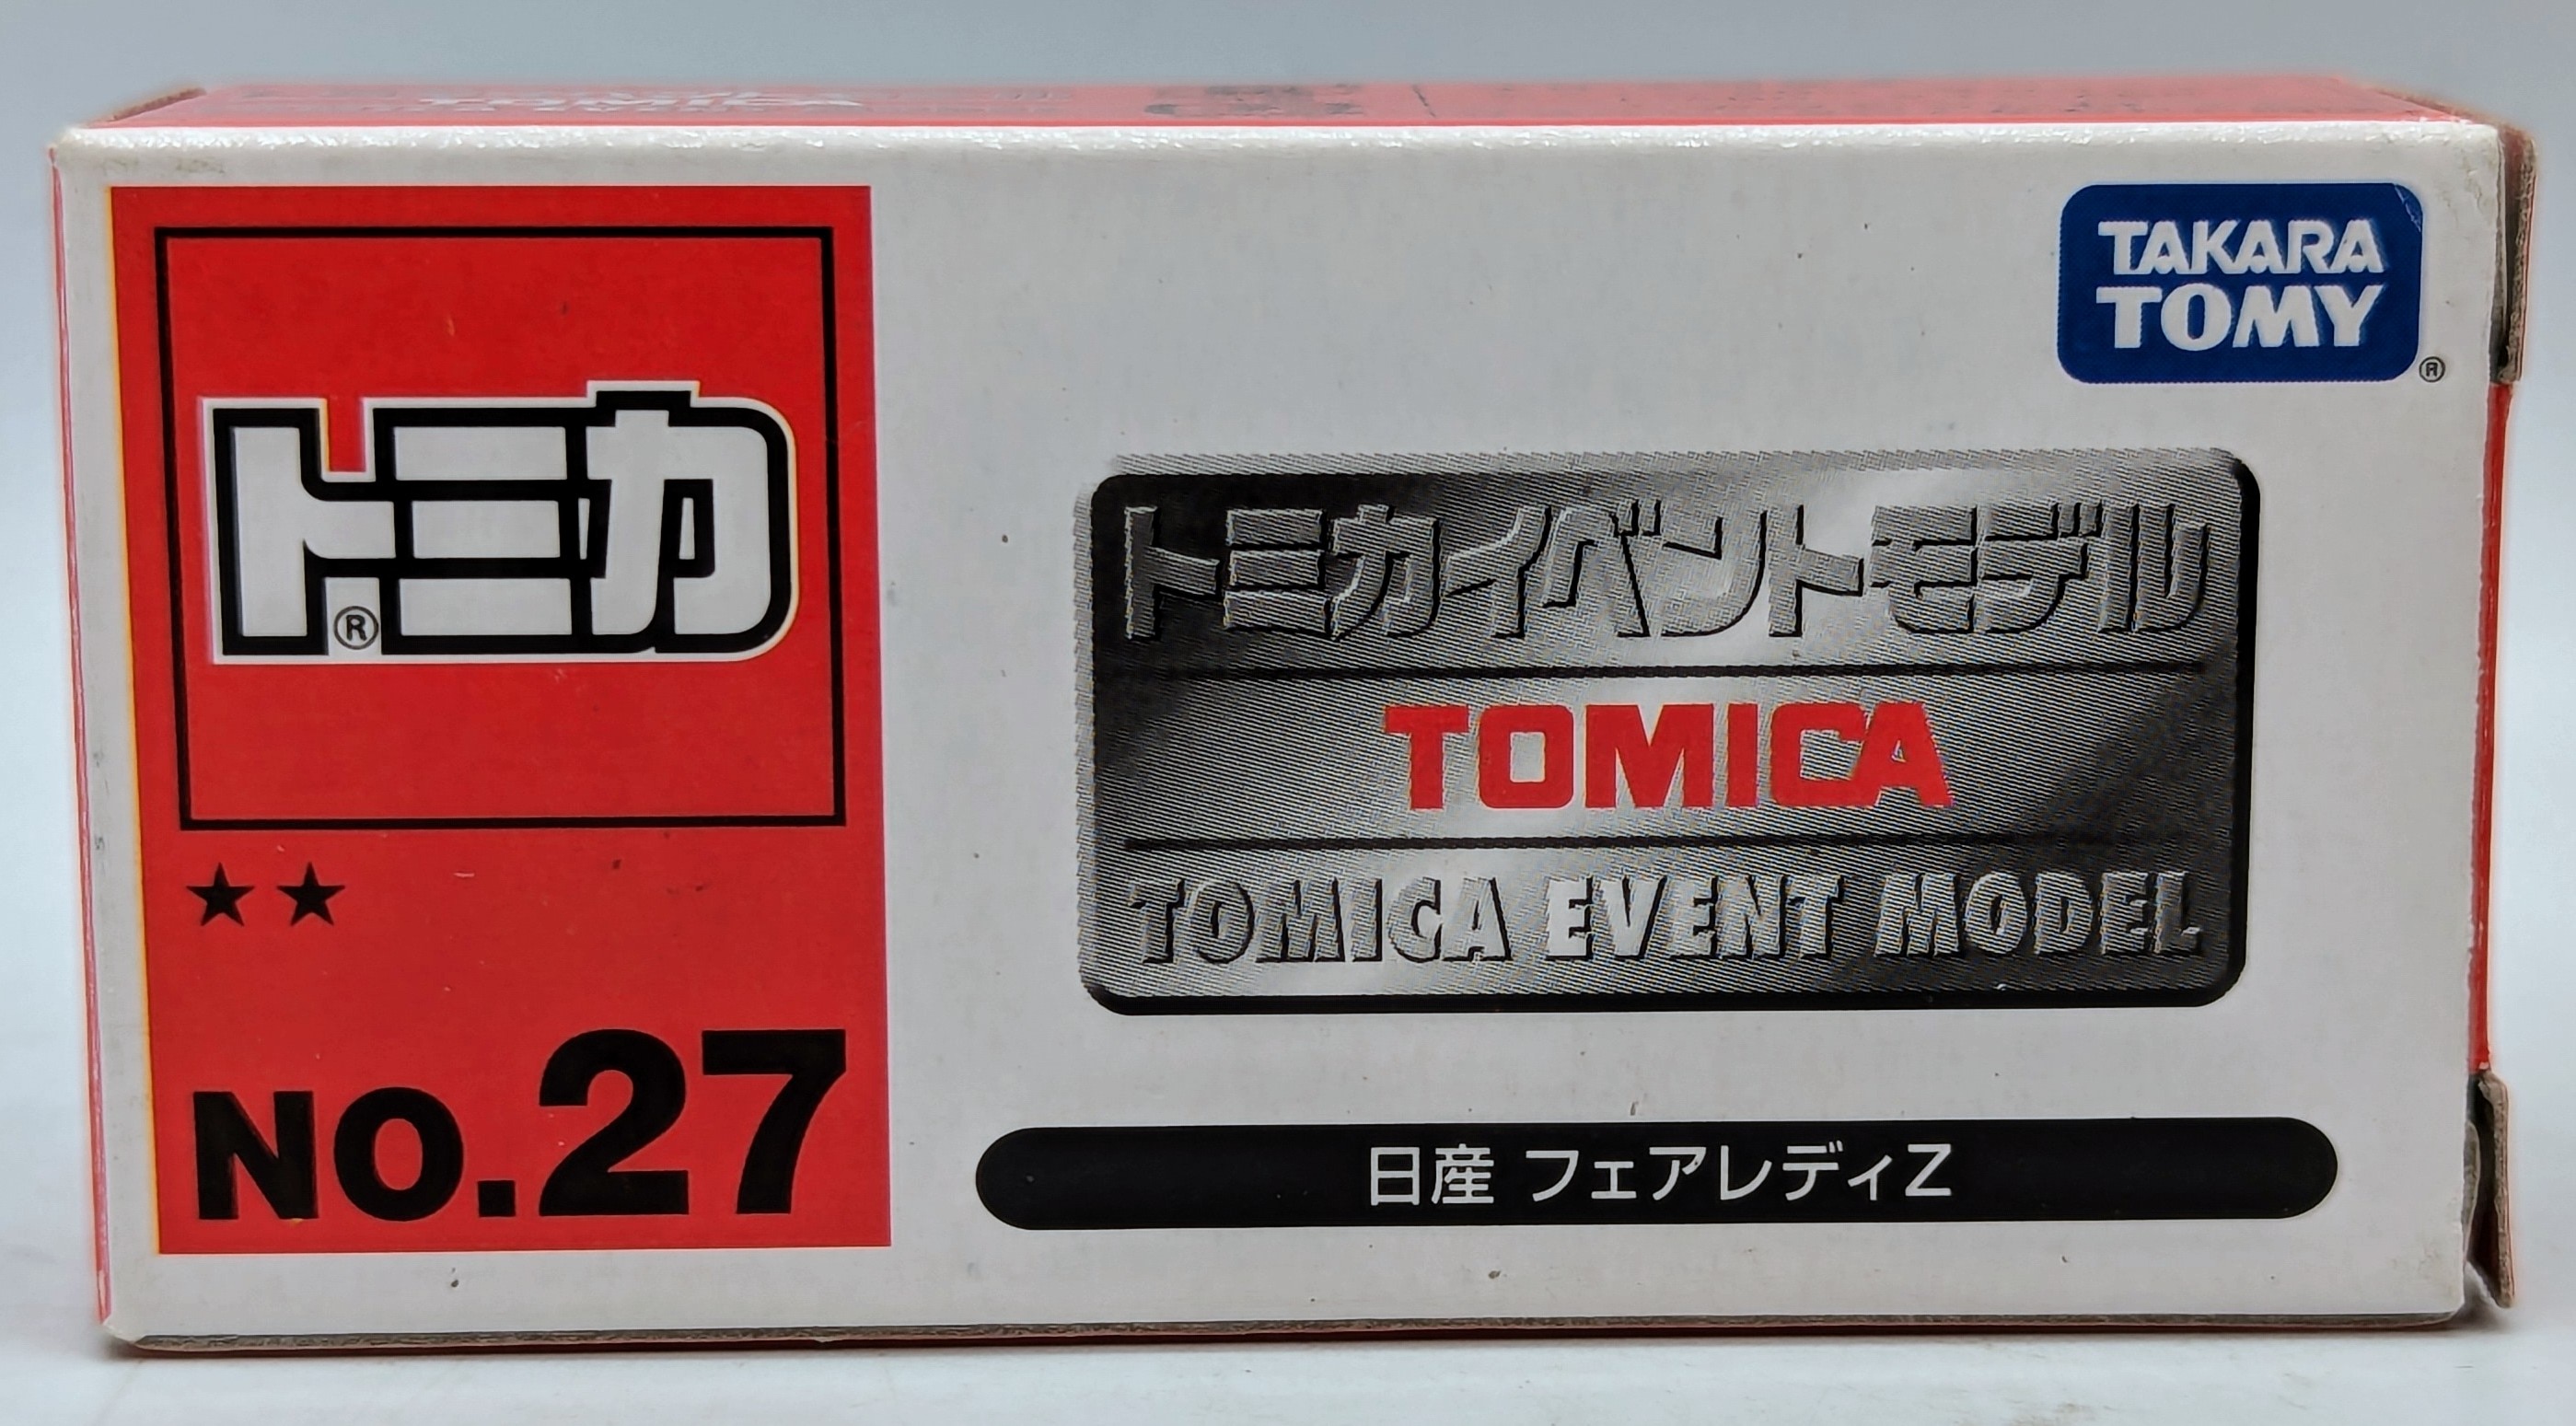 トミカ
®
★★
NO.27
TAKARA
TOMY
®
トミカイベントモデル
TOMICA
TOMICA EVENT MODEL
日産 フェアレディZ